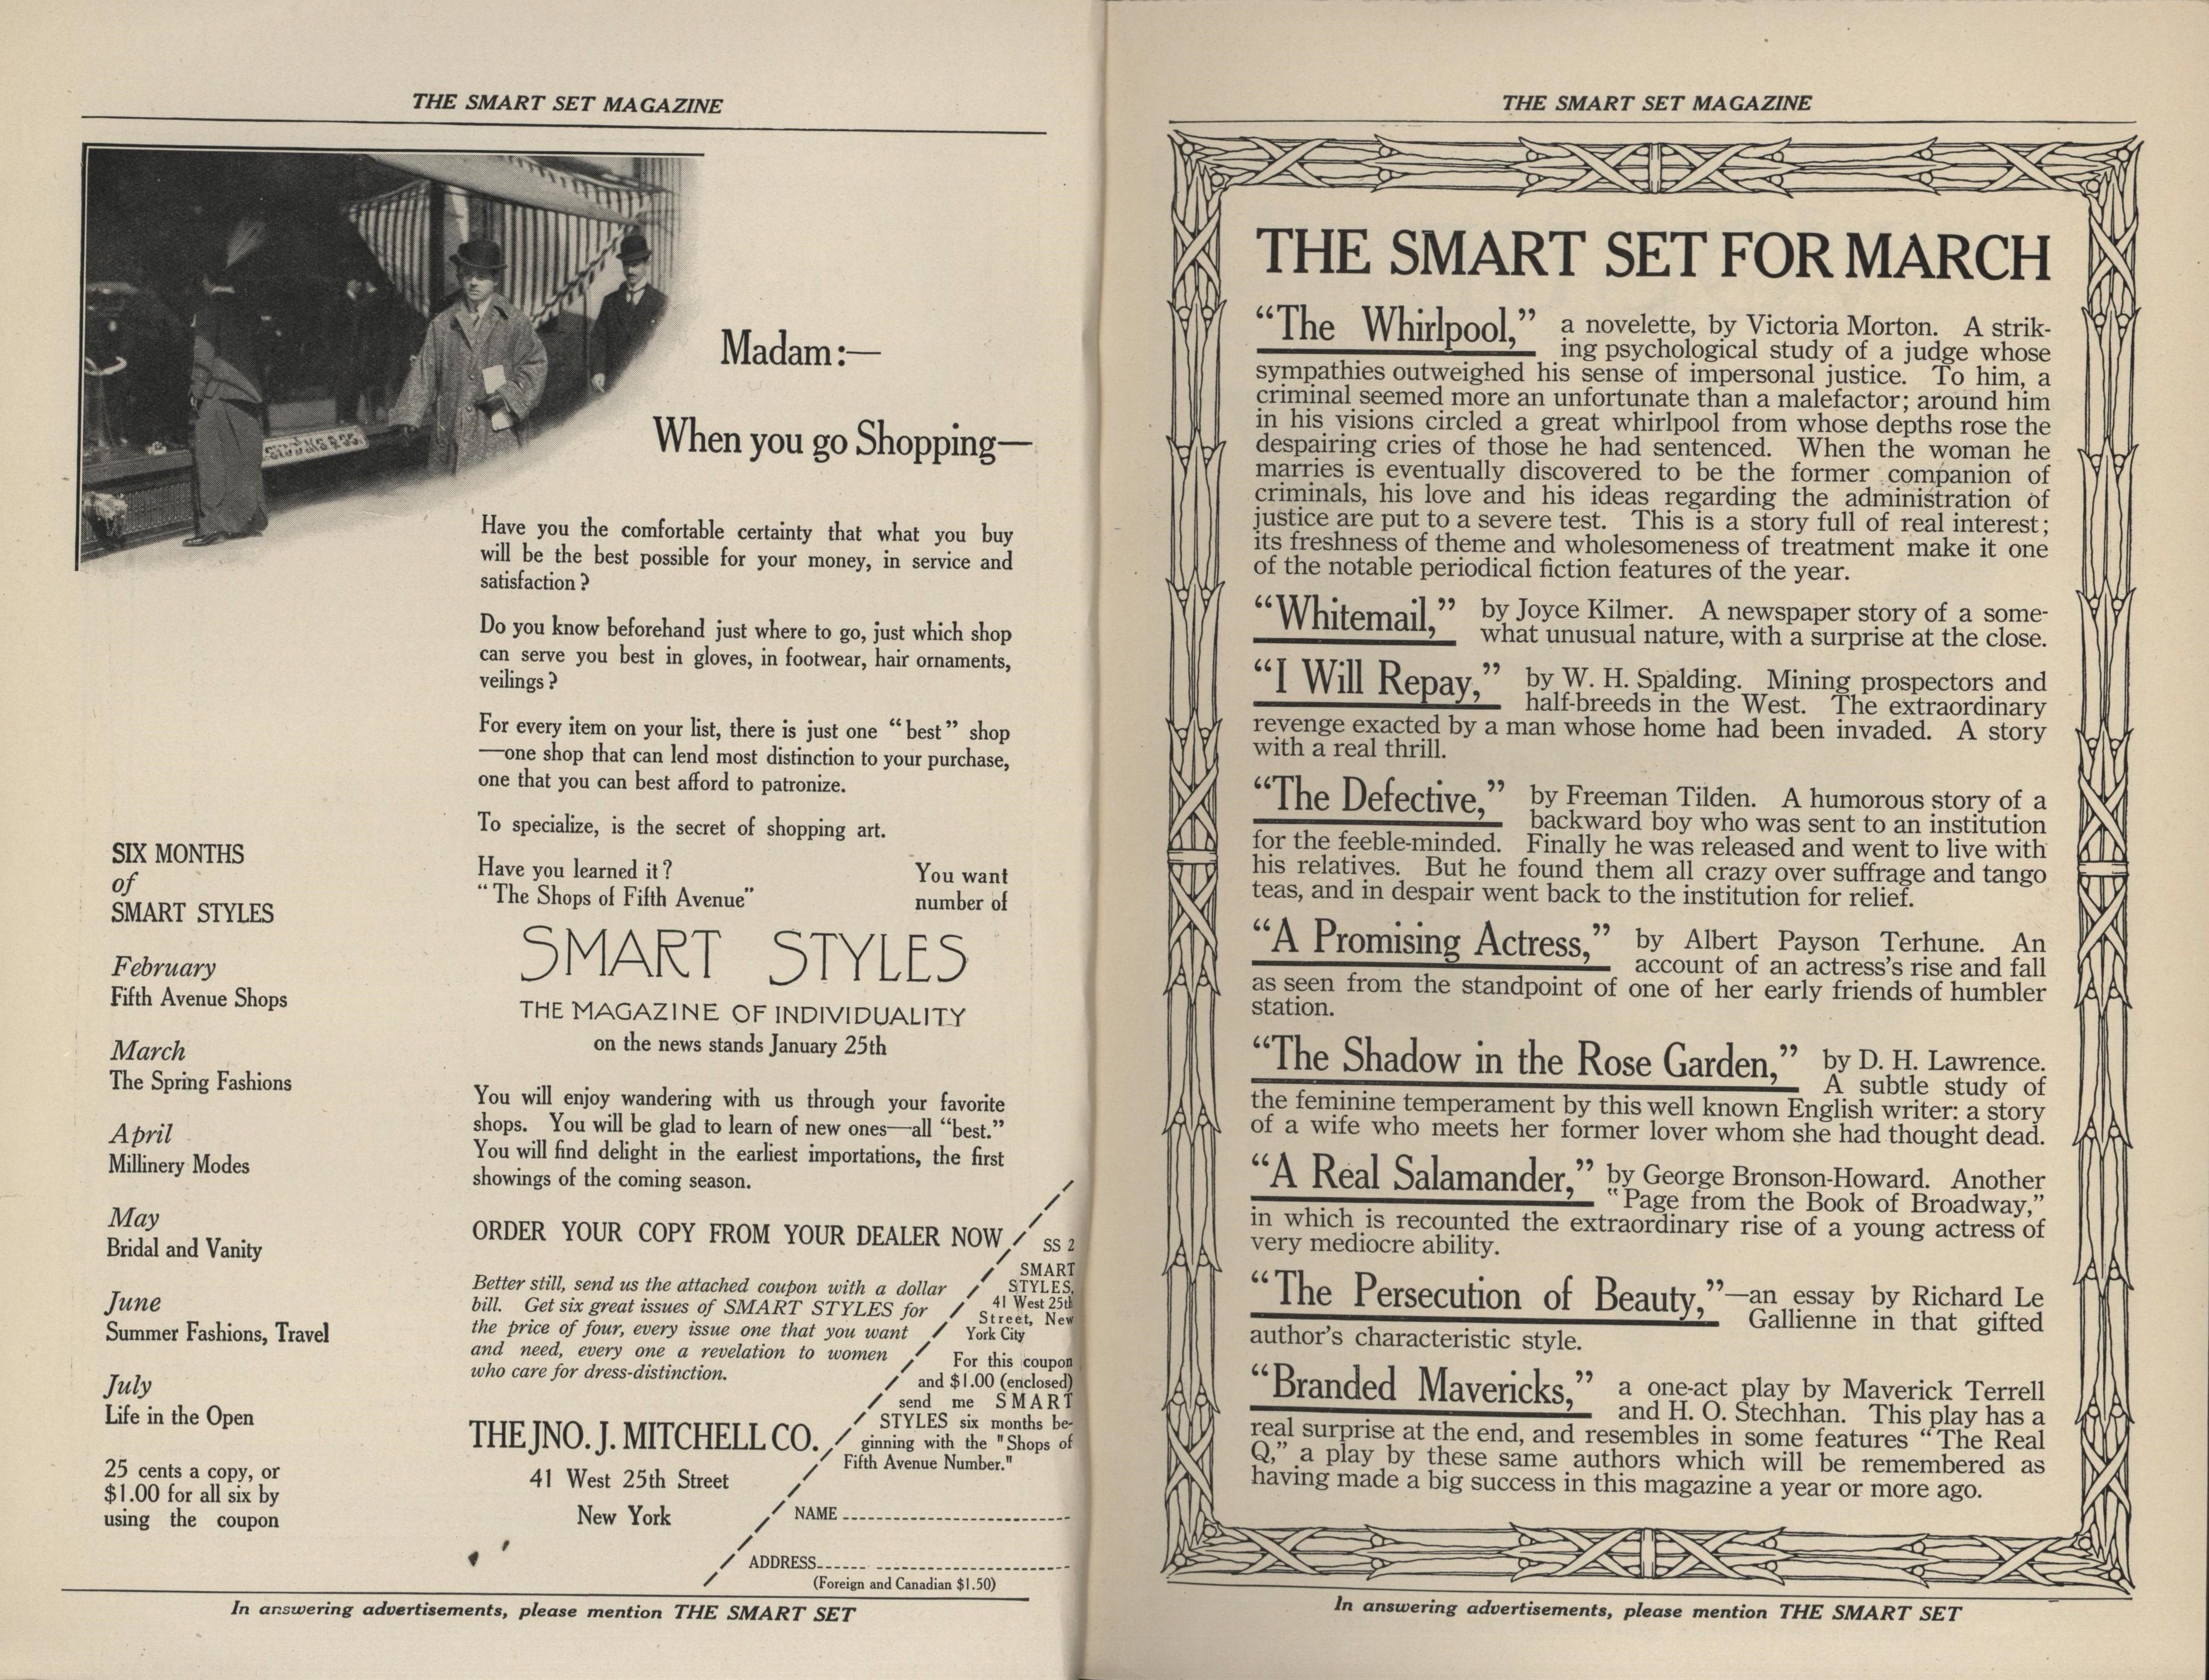 THE SMART SET MAGAZINE
Madam:—
When you go Shopping—
Have you the comfortable certainty that what you buy
will be the best possible for your money, in service and
satisfaction?
Do you know beforehand just where to go, just which shop
can serve you best in gloves, in footwear, hair ornaments,
veilings?
For every item on your list, there is just one "best" shop
—one shop that can lend most distinction to your purchase,
one that you can best afford to patronize.
To specialize, is the secret of shopping art.
Have you learned it? You want
"The Shops of Fifth Avenue" number of
SMART STYLES
THE MAGAZINE OF INDIVIDUALITY
on the news stands January 25th
You will enjoy wandering with us through your favorite
shops. You will be glad to learn of new ones—all "best."
You will find delight in the earliest importations, the first
showings of the coming season.
ORDER YOUR COPY FROM YOUR DEALER NOW
Better still, send us the attached coupon with a dollar
bill. Get six great issues of SMART STYLES for
the price of four, every issue one that you want
and need, every one a revelation to women
who care for dress-distinction.
THE JNO. J. MITCHELL CO.
41 West 25th Street
New York
SIX MONTHS
of
SMART STYLES
February
Fifth Avenue Shops
March
The Spring Fashions
April
Millinery Modes
May
Bridal and Vanity
June
Summer Fashions, Travel
July
Life in the Open
25 cents a copy, or
$1.00 for all six by
using the coupon
SS 2
SMART
STYLES,
41 West 25th
Street, New
York City
For this coupon
and $1.00 (enclosed)
send me SMART
STYLES six months be-
ginning with the "Shops of
Fifth Avenue Number."
NAME
ADDRESS
(Foreign and Canadian $1.50)
In answering advertisements, please mention THE SMART SET
THE SMART SET MAGAZINE
THE SMART SET FOR MARCH
"The Whirlpool," a novelette, by Victoria Morton. A strik-
ing psychological study of a judge whose
sympathies outweighed his sense of impersonal justice. To him, a
criminal seemed more an unfortunate than a malefactor; around him
in his visions circled a great whirlpool from whose depths rose the
despairing cries of those he had sentenced. When the woman he
marries is eventually discovered to be the former companion of
criminals, his love and his ideas regarding the administration of
justice are put to a severe test. This is a story full of real interest;
its freshness of theme and wholesomeness of treatment make it one
of the notable periodical fiction features of the year.
"Whitemail," by Joyce Kilmer. A newspaper story of a some-
what unusual nature, with a surprise at the close.
"I Will Repay," by W. H. Spalding. Mining prospectors and
half-breeds in the West. The extraordinary
revenge exacted by a man whose home had been invaded. A story
with a real thrill.
"The Defective," by Freeman Tilden. A humorous story of a
backward boy who was sent to an institution
for the feeble-minded. Finally he was released and went to live with
his relatives. But he found them all crazy over suffrage and tango
teas, and in despair went back to the institution for relief.
"A Promising Actress," by Albert Payson Terhune. An
account of an actress's rise and fall
as seen from the standpoint of one of her early friends of humbler
station.
"The Shadow in the Rose Garden," by D. H. Lawrence.
A subtle study of
the feminine temperament by this well known English writer: a story
of a wife who meets her former lover whom she had thought dead.
"A Real Salamander," by George Bronson-Howard. Another
"Page from the Book of Broadway,"
in which is recounted the extraordinary rise of a young actress of
very mediocre ability.
"The Persecution of Beauty,"—an essay by Richard Le
Gallienne in that gifted
author's characteristic style.
"Branded Mavericks," a one-act play by Maverick Terrell
and H. O. Stechhan. This play has a
real surprise at the end, and resembles in some features "The Real
Q," a play by these same authors which will be remembered as
having made a big success in this magazine a year or more ago.
In answering advertisements, please mention THE SMART SET